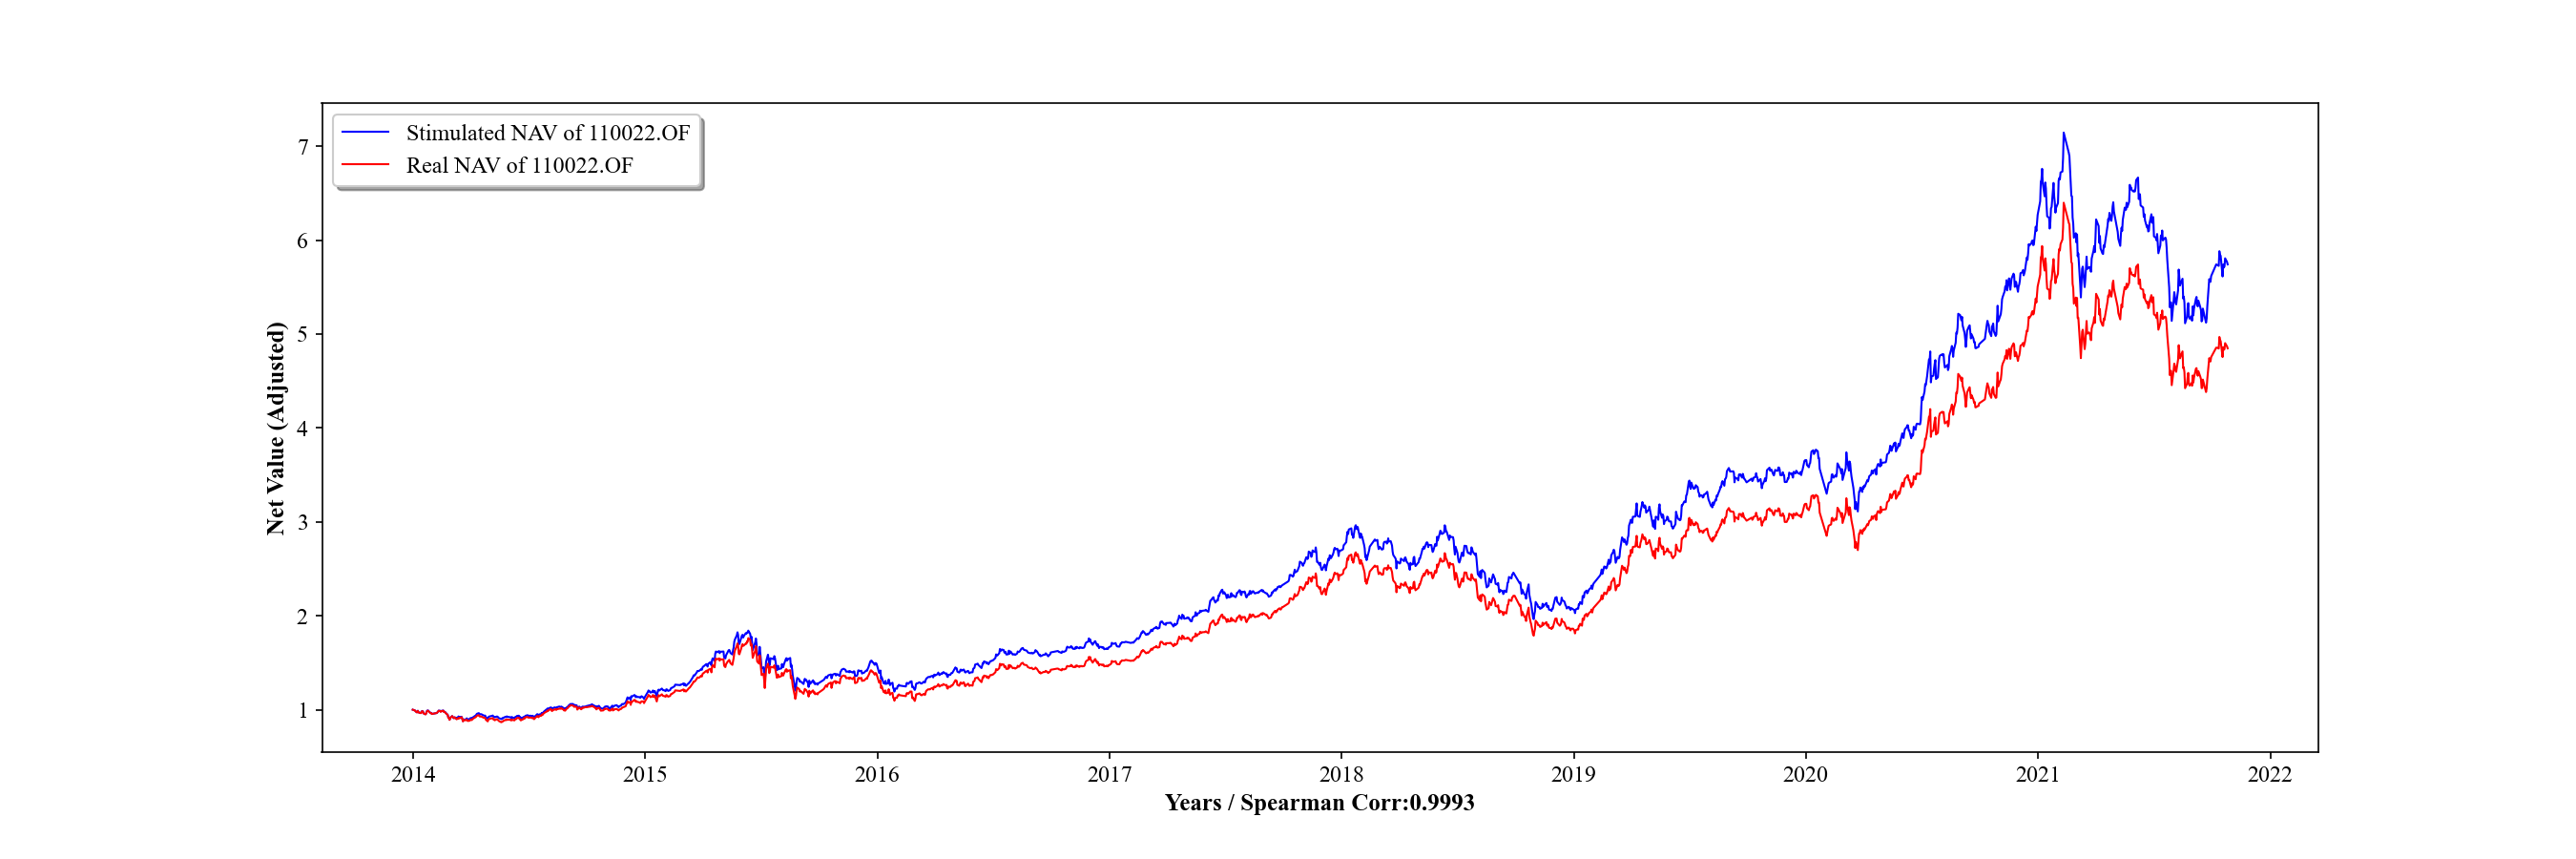 Stimulated NAV of 110022.OF
Real NAV of 110022.OF
7
6
5
4
3
2
1
Net Value (Adjusted)
2014 2015 2016 2017 2018 2019 2020 2021 2022
Years / Spearman Corr:0.9993